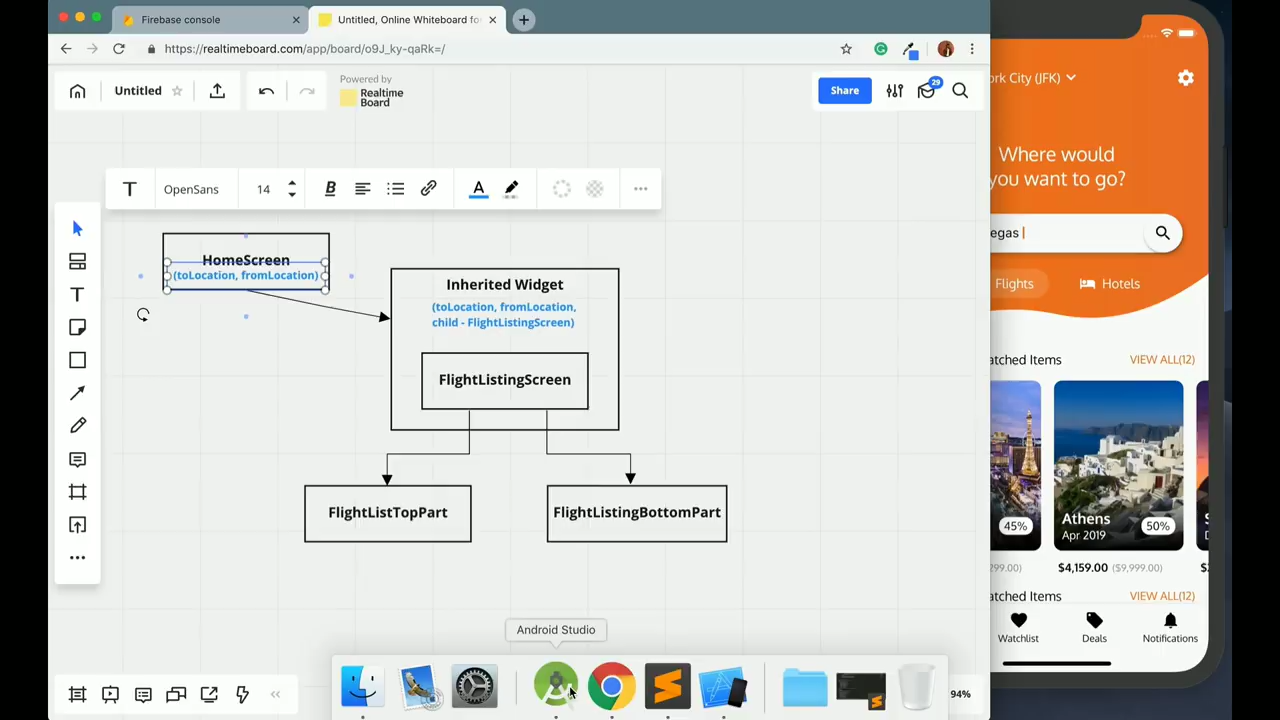 Firebase console
Untitled, Online Whiteboard fo
https://realtimeboard.com/app/board/o9J_ky-qaRk=/
Untitled
Powered by
Realtime
Board
Share
29
T
OpenSans
14
B
A
T
HomeScreen
(toLocation, fromLocation)
Inherited Widget
(toLocation, fromLocation,
child - FlightListingScreen)
FlightListingScreen
FlightListTopPart
FlightListingBottomPart
Android Studio
94%
ork City (JFK)
Where would
you want to go?
egas
Flights
Hotels
atched Items
VIEW ALL(12)
45%
Athens
Apr 2019
50%
299.00)
$4,159.00
($9,999.00)
atched Items
VIEW ALL(12)
Watchlist
Deals
Notifications